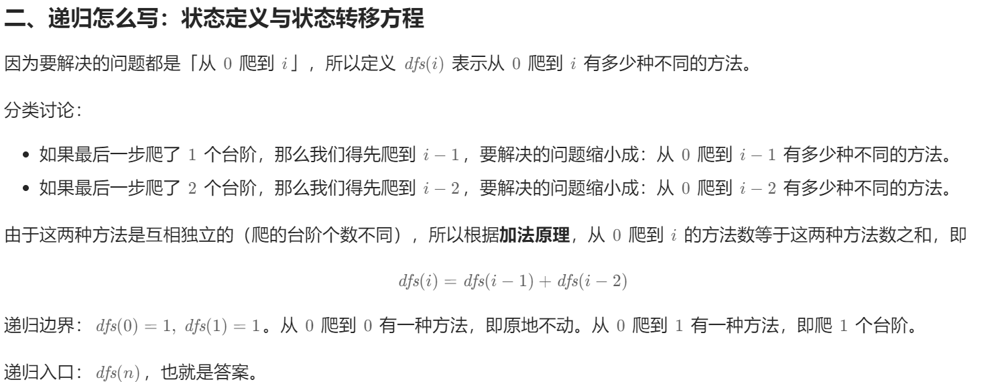 二、递归怎么写：状态定义与状态转移方程
因为要解决的问题都是「从 0 爬到 i」，所以定义 dfs(i) 表示从 0 爬到 i 有多少种不同的方法。
分类讨论：
• 如果最后一步爬了 1 个台阶，那么我们得先爬到 i − 1，要解决的问题缩小成：从 0 爬到 i − 1 有多少种不同的方法。
• 如果最后一步爬了 2 个台阶，那么我们得先爬到 i − 2，要解决的问题缩小成：从 0 爬到 i − 2 有多少种不同的方法。
由于这两种方法是互相独立的（爬的台阶个数不同），所以根据加法原理，从 0 爬到 i 的方法数等于这两种方法数之和，即
dfs(i) = dfs(i − 1) + dfs(i − 2)
递归边界：dfs(0) = 1, dfs(1) = 1。从 0 爬到 0 有一种方法，即原地不动。从 0 爬到 1 有一种方法，即爬 1 个台阶。
递归入口：dfs(n)，也就是答案。